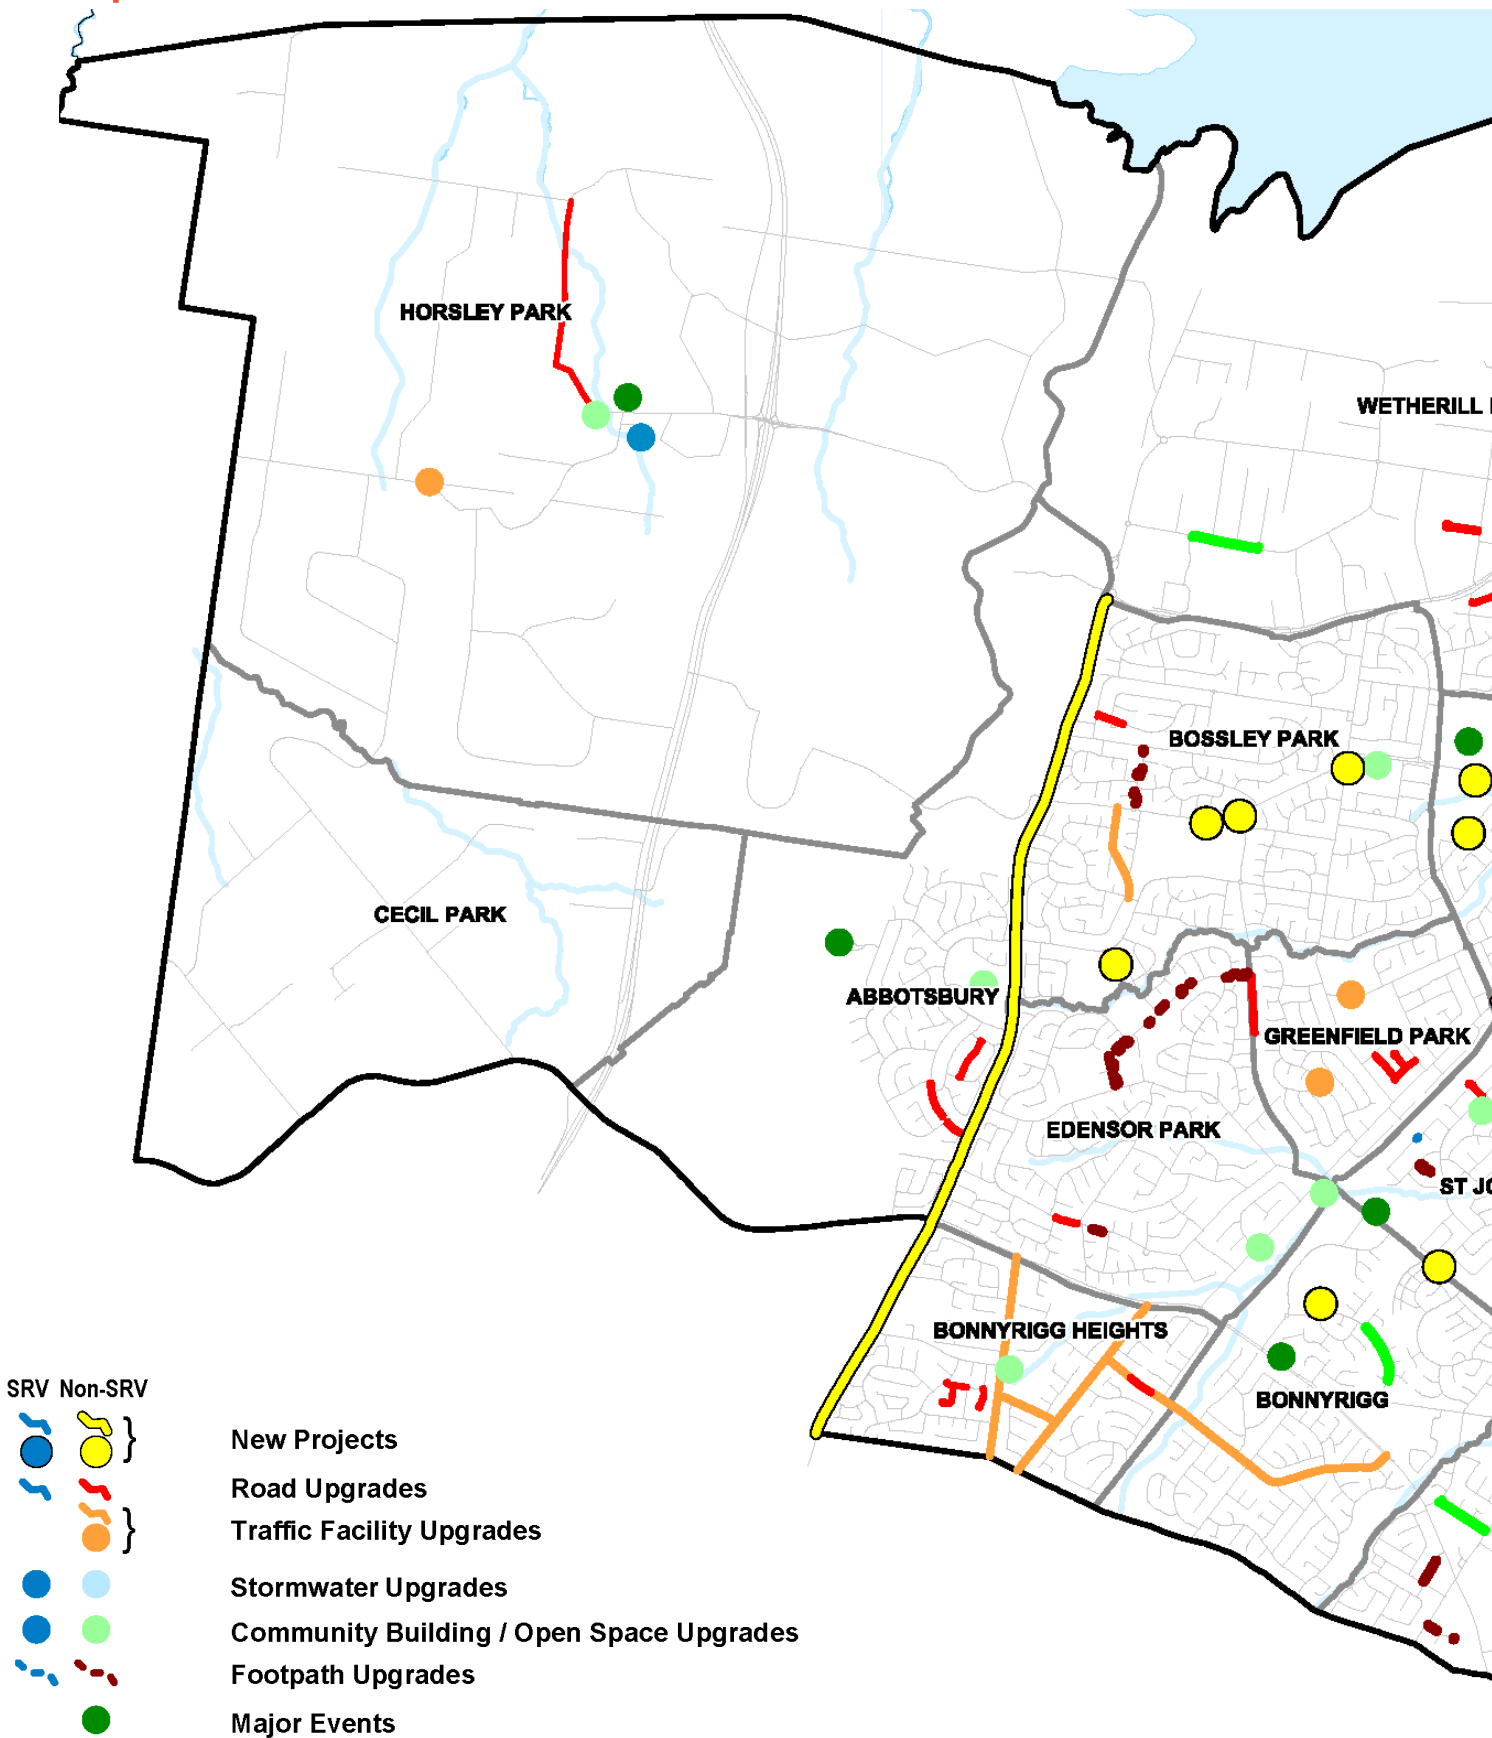 HORSLEY PARK
WETHERILL
BOSSLEY PARK
CECIL PARK
ABBOTSBURY
GREENFIELD PARK
EDENSOR PARK
ST JO
BONNYRIGG HEIGHTS
BONNYRIGG
SRV Non-SRV
New Projects
Road Upgrades
Traffic Facility Upgrades
Stormwater Upgrades
Community Building / Open Space Upgrades
Footpath Upgrades
Major Events